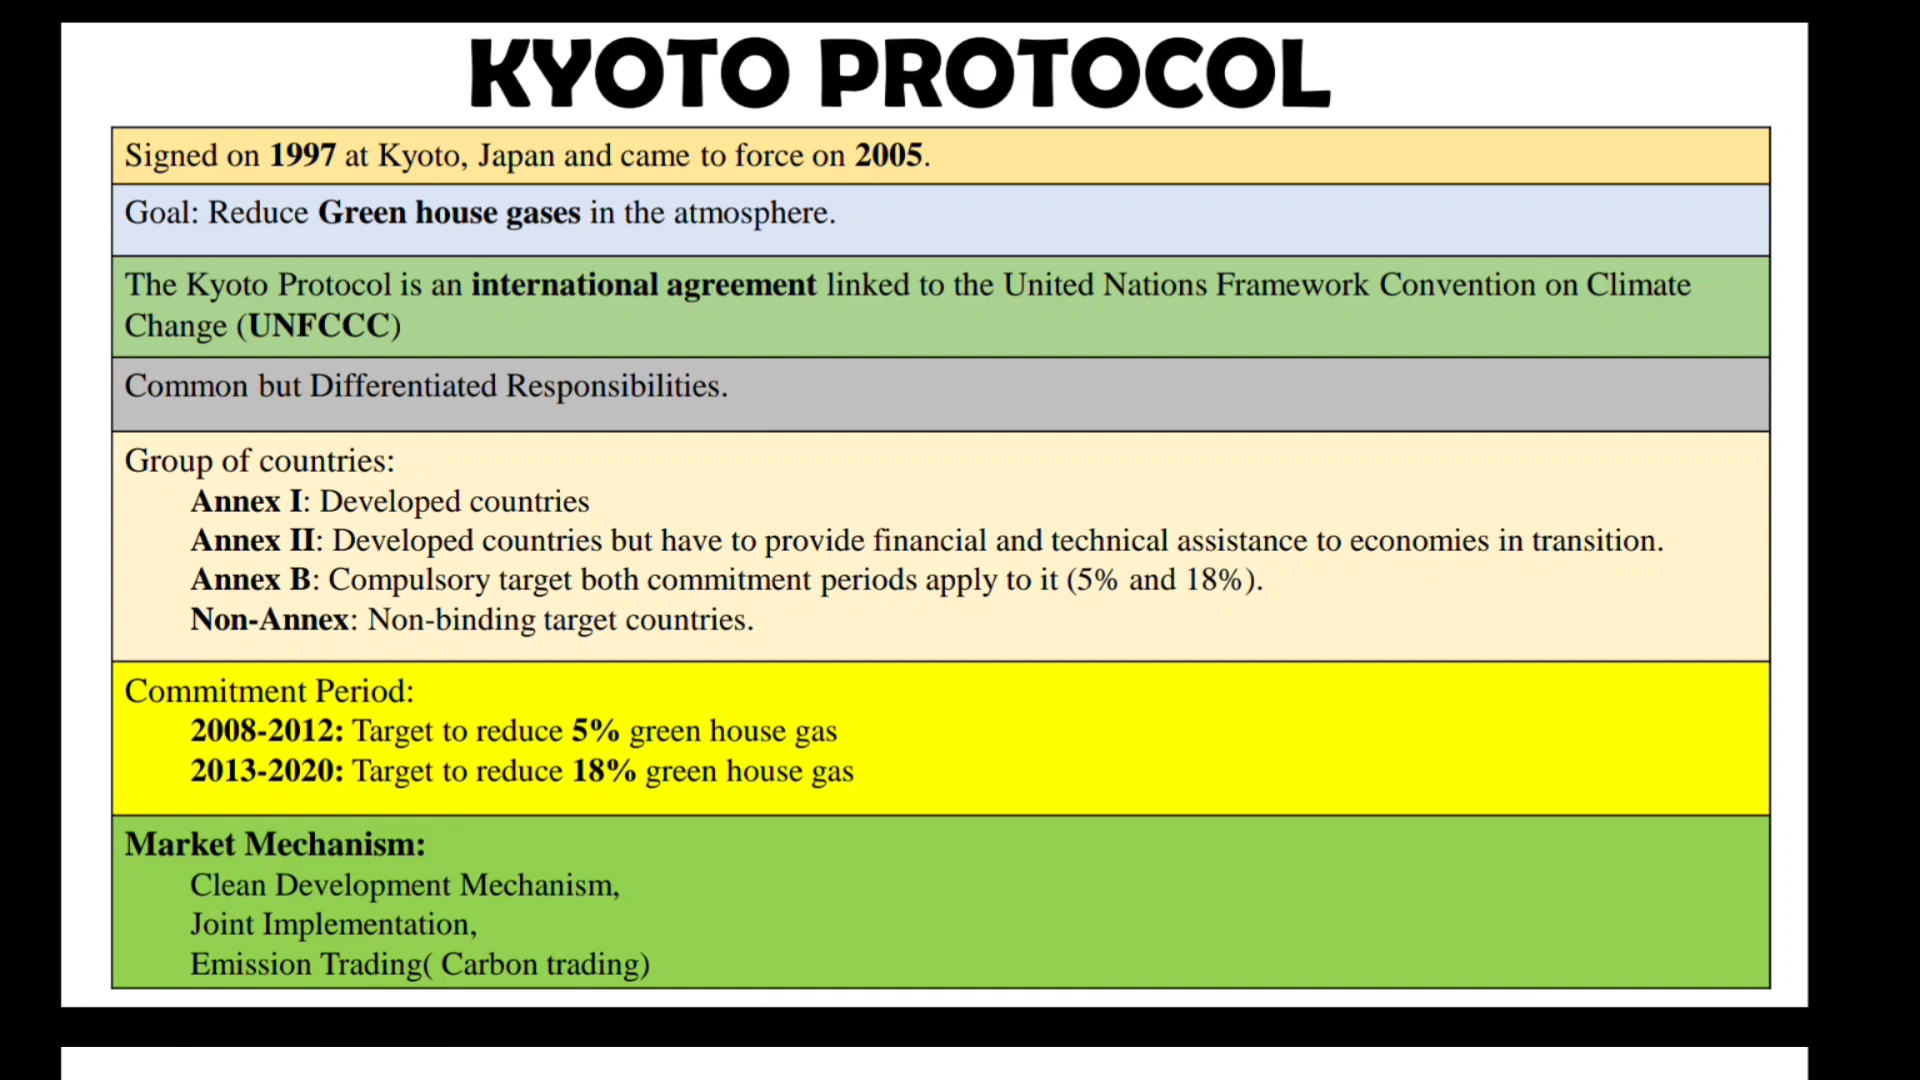 KYOTO PROTOCOL
Signed on 1997 at Kyoto, Japan and came to force on 2005.
Goal: Reduce Green house gases in the atmosphere.
The Kyoto Protocol is an international agreement linked to the United Nations Framework Convention on Climate
Change (UNFCCC)
Common but Differentiated Responsibilities.
Group of countries:
Annex I: Developed countries
Annex II: Developed countries but have to provide financial and technical assistance to economies in transition.
Annex B: Compulsory target both commitment periods apply to it (5% and 18%).
Non-Annex: Non-binding target countries.
Commitment Period:
2008-2012: Target to reduce 5% green house gas
2013-2020: Target to reduce 18% green house gas
Market Mechanism:
Clean Development Mechanism,
Joint Implementation,
Emission Trading( Carbon trading)